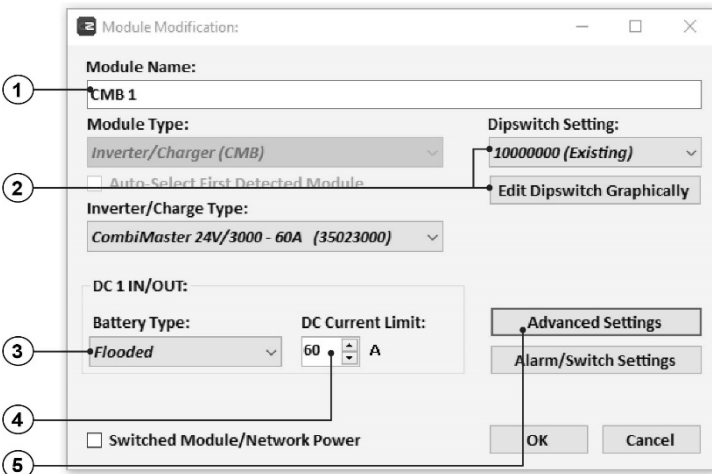 Module Modification:
Module Name:
1
CMB 1
Module Type:
Dipswitch Setting:
Inverter/Charger (CMB)
10000000 (Existing)
2
Auto-Select First Detected Module
Edit Dipswitch Graphically
Inverter/Charge Type:
CombiMaster 24V/3000 - 60A (35023000)
DC 1 IN/OUT:
Battery Type:
DC Current Limit:
Advanced Settings
3
Flooded
60
A
Alarm/Switch Settings
4
Switched Module/Network Power
OK
Cancel
5